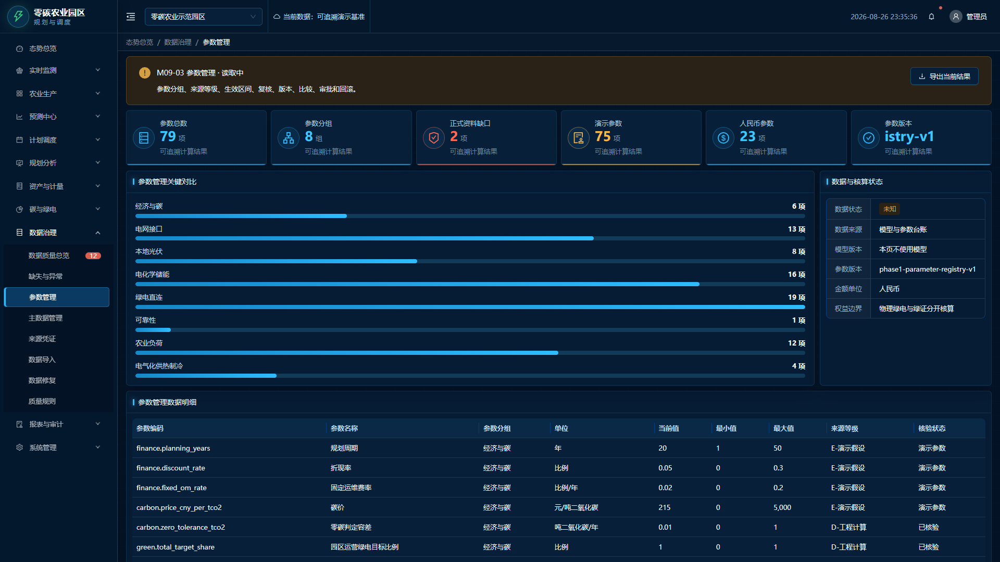 零碳农业园区
规划与调度
零碳农业示范园区
当前数据：可追溯演示基准
2026-08-26 23:35:36
管理员
态势总览
实时监测
农业生产
预测中心
计划调度
规划分析
资产与计量
碳与绿电
数据治理
数据质量总览 12
缺失与异常
参数管理
主数据管理
来源凭证
数据导入
数据修复
质量规则
报表与审计
系统管理
态势总览 / 数据治理 / 参数管理
M09-03 参数管理 · 读取中
参数分组、来源等级、生效区间、复核、版本、比较、审批和回滚。
导出当前结果
参数总数
79 项
可追溯计算结果
参数分组
8 组
可追溯计算结果
正式资料缺口
2 项
可追溯计算结果
演示参数
75 项
可追溯计算结果
人民币参数
23 项
可追溯计算结果
参数版本
istry-v1
可追溯计算结果
参数管理关键对比
经济与碳 6 项
电网接口 13 项
本地光伏 8 项
电化学储能 16 项
绿电直连 19 项
可靠性 1 项
农业负荷 12 项
电气化供热制冷 4 项
数据与核算状态
数据状态 未知
数据来源 模型与参数台账
模型版本 本页不使用模型
参数版本 phase1-parameter-registry-v1
金额单位 人民币
权益边界 物理绿电与绿证分开核算
参数管理数据明细
参数编码 参数名称 参数分组 单位 当前值 最小值 最大值 来源等级 核验状态
finance.planning_years 规划周期 经济与碳 年 20 1 50 E-演示假设 演示参数
finance.discount_rate 折现率 经济与碳 比例 0.05 0 0.3 E-演示假设 演示参数
finance.fixed_om_rate 固定运维费率 经济与碳 比例/年 0.02 0 0.2 E-演示假设 演示参数
carbon.price_cny_per_tco2 碳价 经济与碳 元/吨二氧化碳 215 0 5,000 E-演示假设 演示参数
carbon.zero_tolerance_tco2 零碳判定容差 经济与碳 吨二氧化碳/年 0.01 0 1 D-工程计算 已核验
green.total_target_share 园区运营绿电目标比例 经济与碳 比例 1 0 1 D-工程计算 已核验